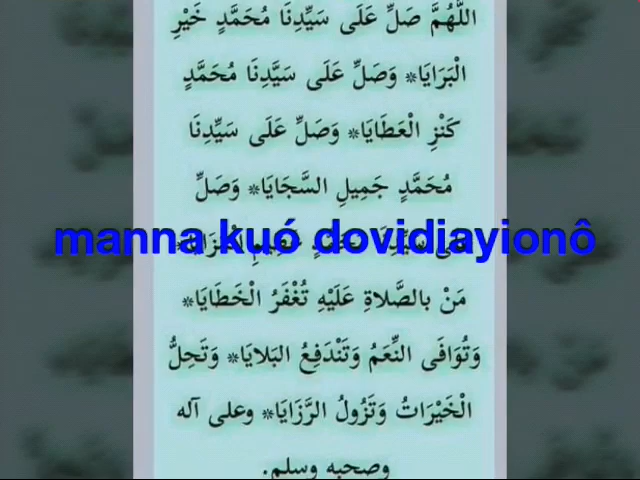 اللَّهُمَّ صَلِّ عَلَى سَيِّدِنَا مُحَمَّدٍ خَيْرِ
الْبَرَايَا* وَصَلِّ عَلَى سَيَّدِنَا مُحَمَّدٍ
كَنْزِ الْعَطَايَا* وَصَلِّ عَلَى سَيِّدِنَا
مُحَمَّدٍ جَمِيلِ السَّجَايَا* وَصَلِّ
manna kuó dovidiayionô
مَنْ بالصَّلاةِ عَلَيْهِ تُغْفَرُ الْخَطَايَا*
وَتُوَافَى النِّعَمُ وَتَنْدَفِعُ البَلايَا* وَتَحِلُّ
الْخَيْرَاتُ وَتَزُولُ الرَّزَايَا* وعلى آله
وصحبه وسلم.